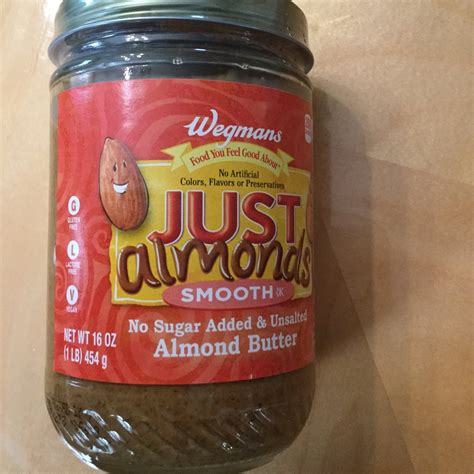 Wegmans
Food You Feel Good About
No Artificial
Colors, Flavors or Preservatives
JUST
almonds
SMOOTH
No Sugar Added & Unsalted
Almond Butter
G
GLUTEN
FREE
L
LACTOSE
FREE
V
VEGAN
NET WT 16 OZ
(1 LB) 454 g